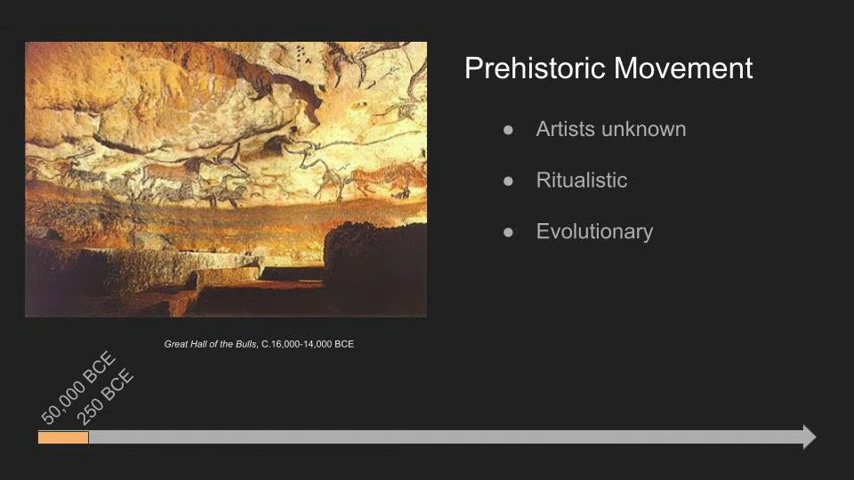 Prehistoric Movement
● Artists unknown
● Ritualistic
● Evolutionary
Great Hall of the Bulls, C.16,000-14,000 BCE
50,000 BCE
250 BCE